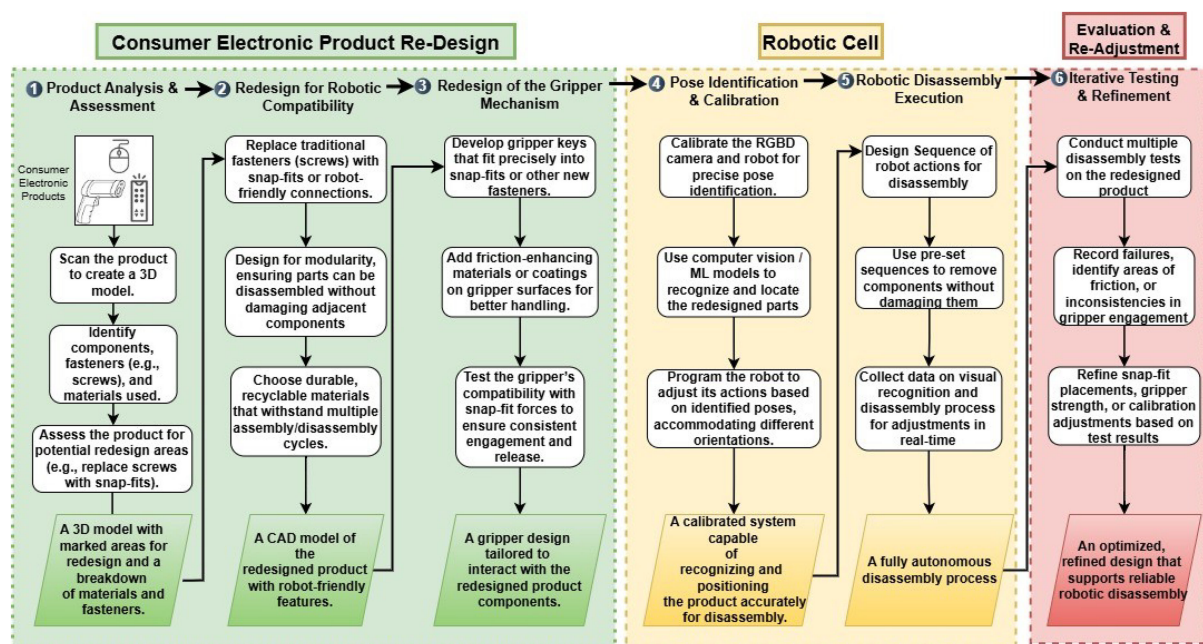 Consumer Electronic Product Re-Design
Robotic Cell
Evaluation &
Re-Adjustment
1 Product Analysis &
Assessment
Consumer
Electronic
Products
Scan the product
to create a 3D
model.
Identify
components,
fasteners (e.g.,
screws), and
materials used.
Assess the product for
potential redesign areas
(e.g., replace screws
with snap-fits).
A 3D model with
marked areas for
redesign and a
breakdown
of materials and
fasteners.
2 Redesign for Robotic
Compatibility
Replace traditional
fasteners (screws) with
snap-fits or robot-
friendly connections.
Design for modularity,
ensuring parts can be
disassembled without
damaging adjacent
components
Choose durable,
recyclable materials
that withstand multiple
assembly/disassembly
cycles.
A CAD model of
the
redesigned product
with robot-friendly
features.
3 Redesign of the Gripper
Mechanism
Develop gripper keys
that fit precisely into
snap-fits or other new
fasteners.
Add friction-enhancing
materials or coatings
on gripper surfaces for
better handling.
Test the gripper's
compatibility with
snap-fit forces to
ensure consistent
engagement and
release.
A gripper design
tailored to
interact with the
redesigned product
components.
4 Pose Identification
& Calibration
Calibrate the RGBD
camera and robot for
precise pose
identification.
Use computer vision /
ML models to
recognize and locate
the redesigned parts
Program the robot to
adjust its actions based
on identified poses,
accommodating different
orientations.
A calibrated system
capable
of
recognizing and
positioning
the product accurately
for disassembly.
5 Robotic Disassembly
Execution
Design Sequence of
robot actions for
disassembly
Use pre-set
sequences to remove
components without
damaging them
Collect data on visual
recognition and
disassembly process
for adjustments in
real-time
A fully autonomous
disassembly process
6 Iterative Testing
& Refinement
Conduct multiple
disassembly tests
on the redesigned
product
Record failures,
identify areas of
friction, or
inconsistencies in
gripper engagement
Refine snap-fit
placements, gripper
strength, or calibration
adjustments based on
test results
An optimized,
refined design that
supports reliable
robotic disassembly